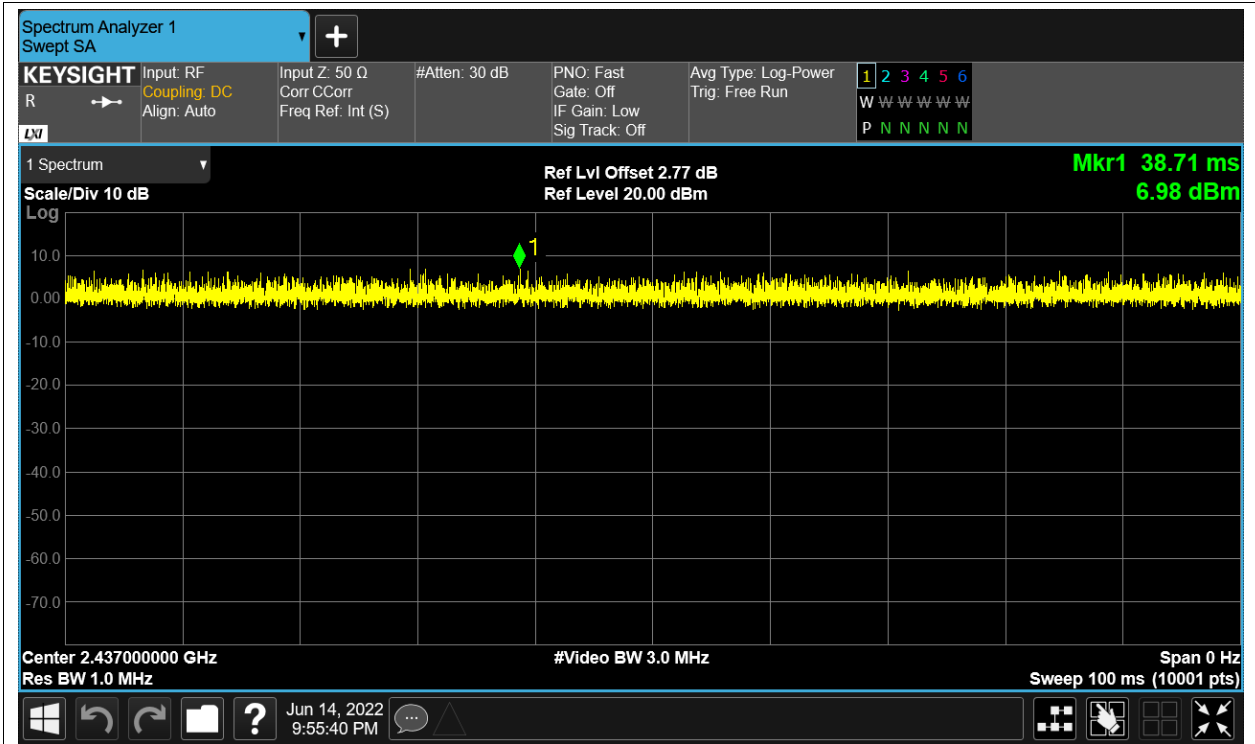 Spectrum Analyzer 1
Swept SA
KEYSIGHT
R
LXI
Input: RF
Coupling: DC
Align: Auto
Input Z: 50 Ω
Corr CCorr
Freq Ref: Int (S)
#Atten: 30 dB
PNO: Fast
Gate: Off
IF Gain: Low
Sig Track: Off
Avg Type: Log-Power
Trig: Free Run
1 2 3 4 5 6
W W W W W W
P N N N N N
1 Spectrum
Scale/Div 10 dB
Log
Ref Lvl Offset 2.77 dB
Ref Level 20.00 dBm
Mkr1 38.71 ms
6.98 dBm
1
10.0
0.00
-10.0
-20.0
-30.0
-40.0
-50.0
-60.0
-70.0
Center 2.437000000 GHz
#Video BW 3.0 MHz
Span 0 Hz
Res BW 1.0 MHz
Sweep 100 ms (10001 pts)
?
Jun 14, 2022
9:55:40 PM